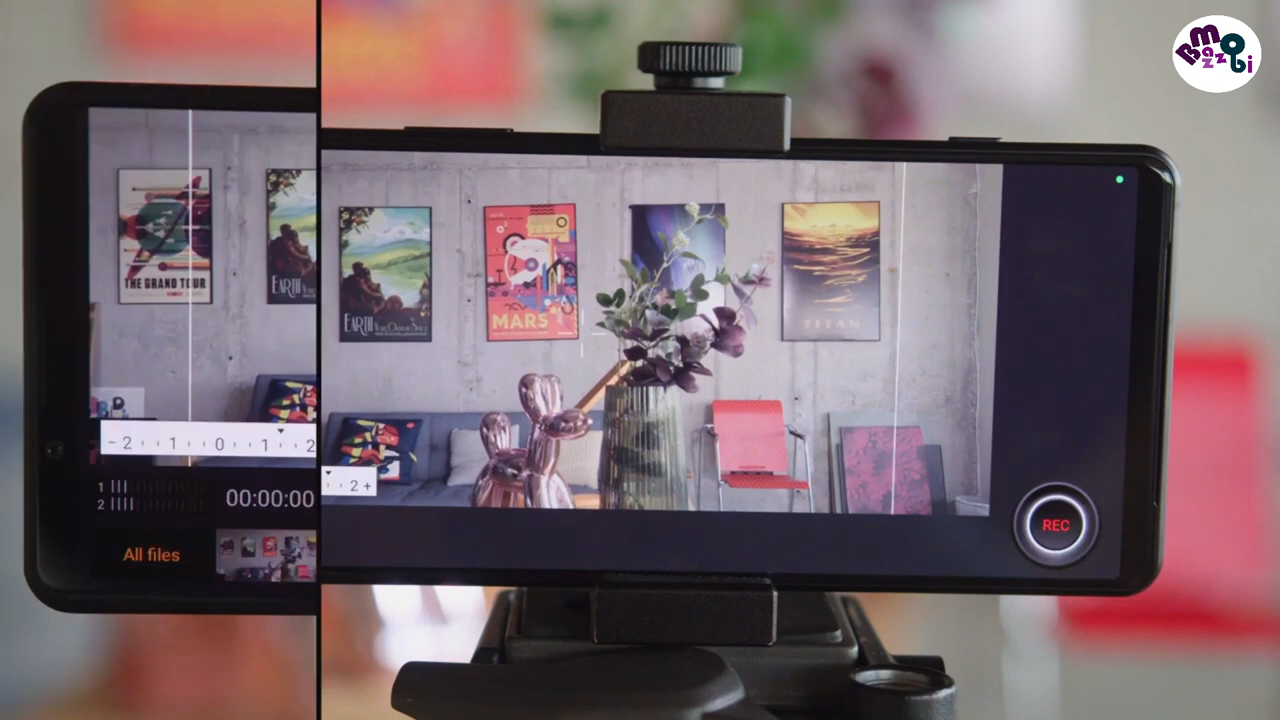 Bmazzobi
THE GRAND TOUR
EARTH
EARTH
MARS
TITAN
-2 1 0 1 2
2+
1
2
00:00:00
All files
REC